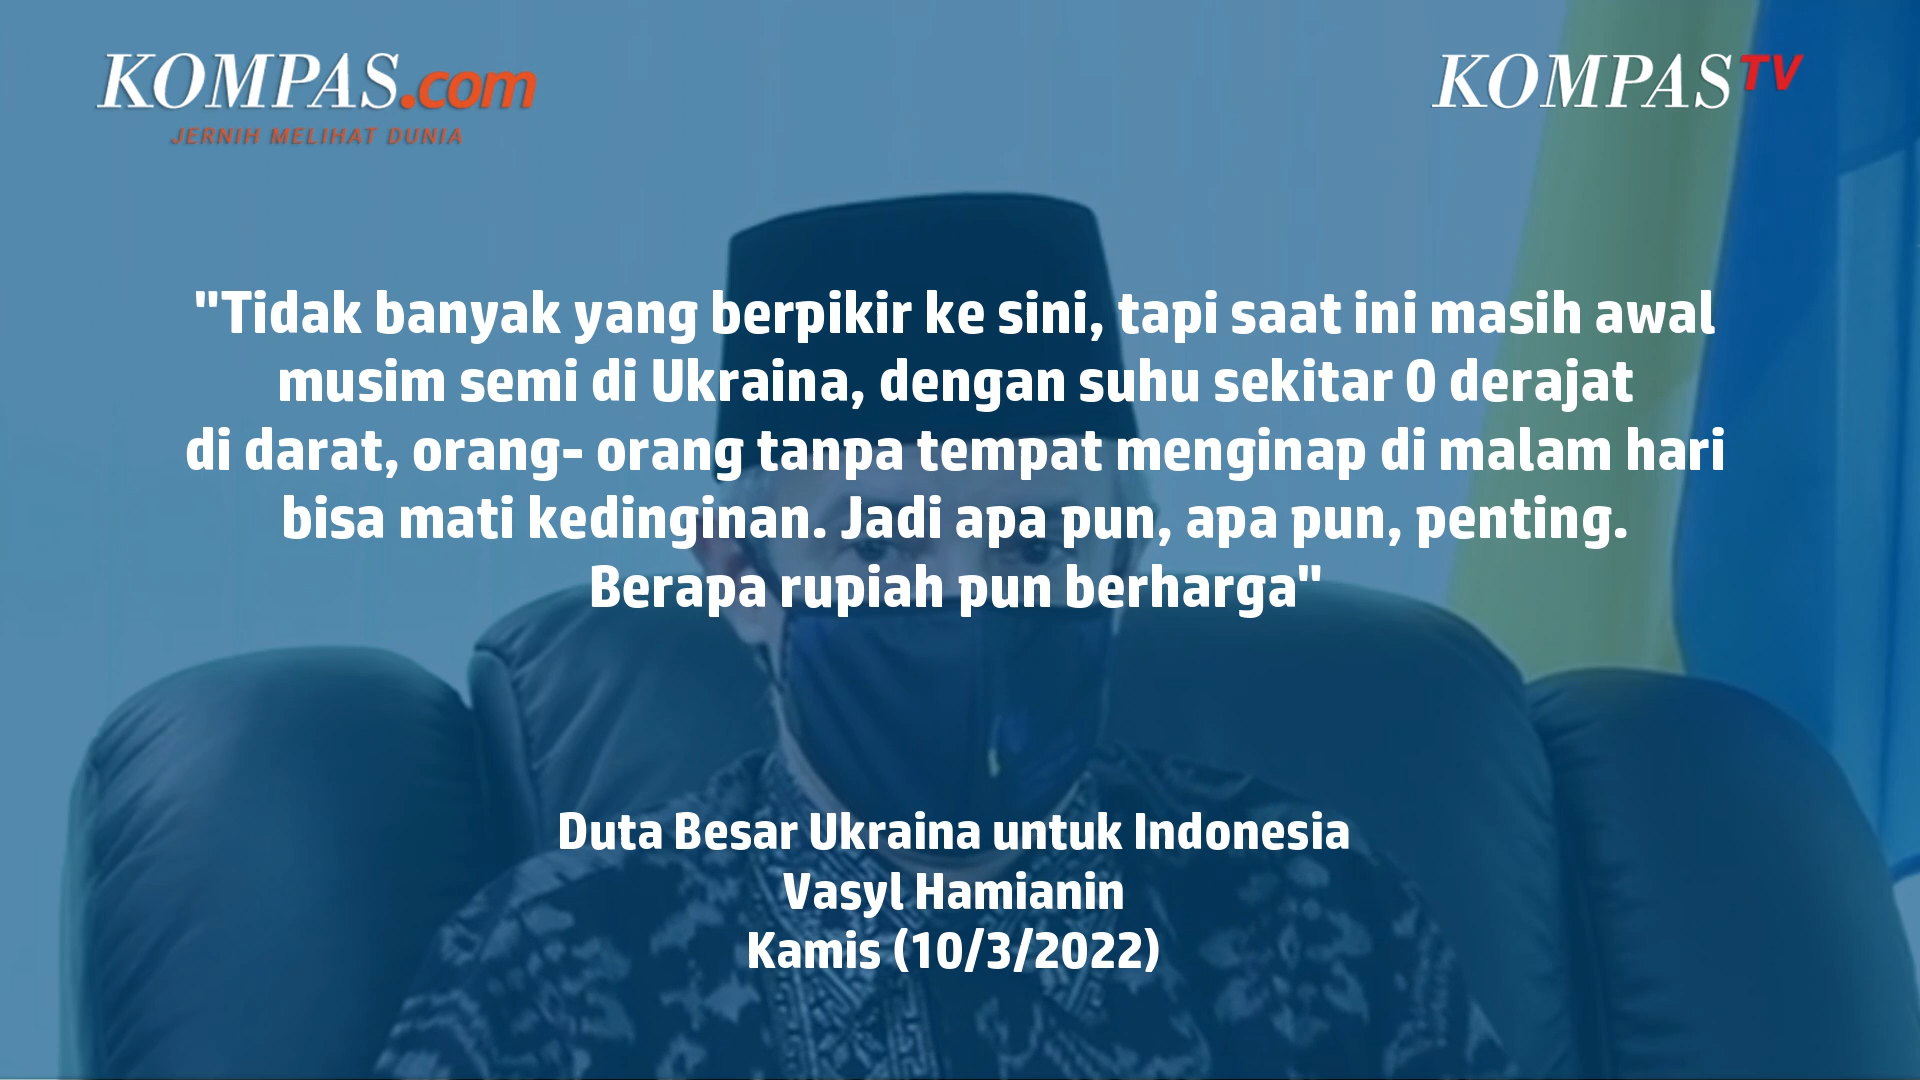 KOMPAS.com
JERNIH MELIHAT DUNIA
KOMPAS TV
"Tidak banyak yang berpikir ke sini, tapi saat ini masih awal
musim semi di Ukraina, dengan suhu sekitar 0 derajat
di darat, orang- orang tanpa tempat menginap di malam hari
bisa mati kedinginan. Jadi apa pun, apa pun, penting.
Berapa rupiah pun berharga"
Duta Besar Ukraina untuk Indonesia
Vasyl Hamianin
Kamis (10/3/2022)